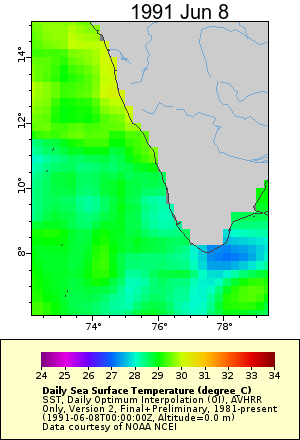 1991 Jun 8
14°
12°
10°
8°
74° 76° 78°
24 25 26 27 28 29 30 31 32 33 34
Daily Sea Surface Temperature (degree_C)
SST, Daily Optimum Interpolation (OI), AVHRR
Only, Version 2, Final+Preliminary, 1981-present
(1991-06-08T00:00:00Z, Altitude=0.0 m)
Data courtesy of NOAA NCEI